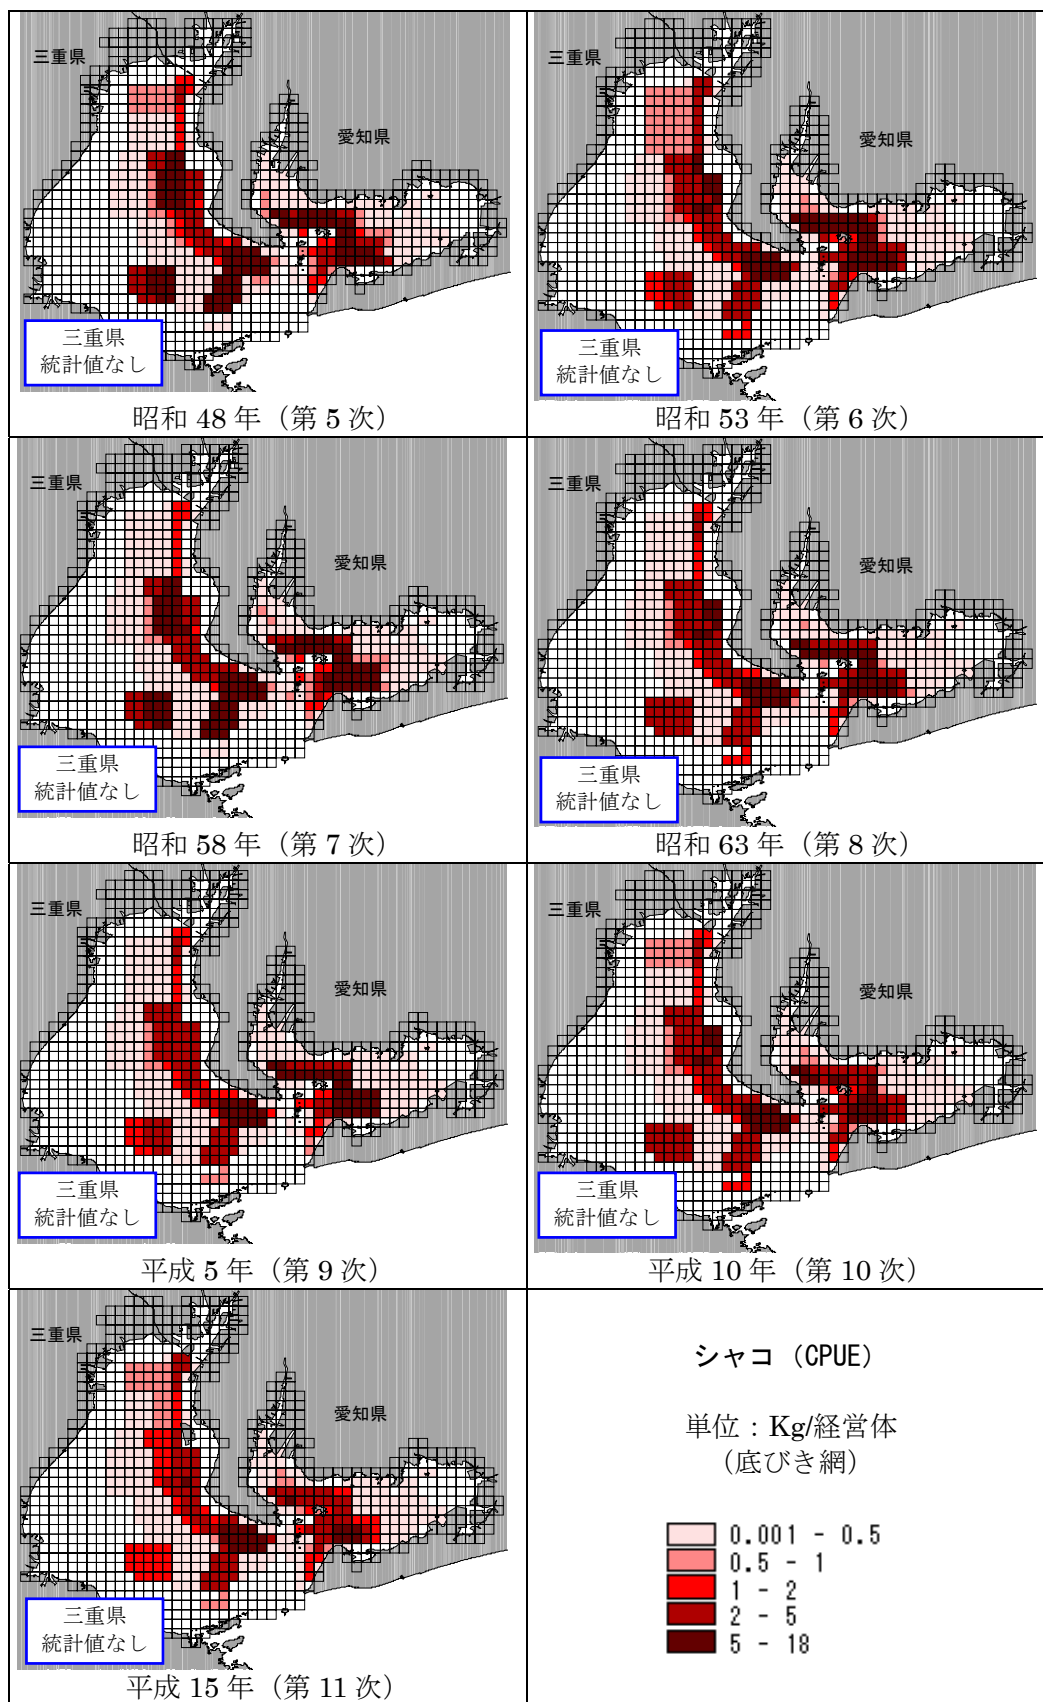 三重県
愛知県
三重県
統計値なし
昭和 48 年（第 5 次）
三重県
愛知県
三重県
統計値なし
昭和 53 年（第 6 次）
三重県
愛知県
三重県
統計値なし
昭和 58 年（第 7 次）
三重県
愛知県
三重県
統計値なし
昭和 63 年（第 8 次）
三重県
愛知県
三重県
統計値なし
平成 5 年（第 9 次）
三重県
愛知県
三重県
統計値なし
平成 10 年（第 10 次）
三重県
愛知県
三重県
統計値なし
平成 15 年（第 11 次）
シャコ（CPUE）
単位：Kg/経営体
（底びき網）
0.001 - 0.5
0.5 - 1
1 - 2
2 - 5
5 - 18